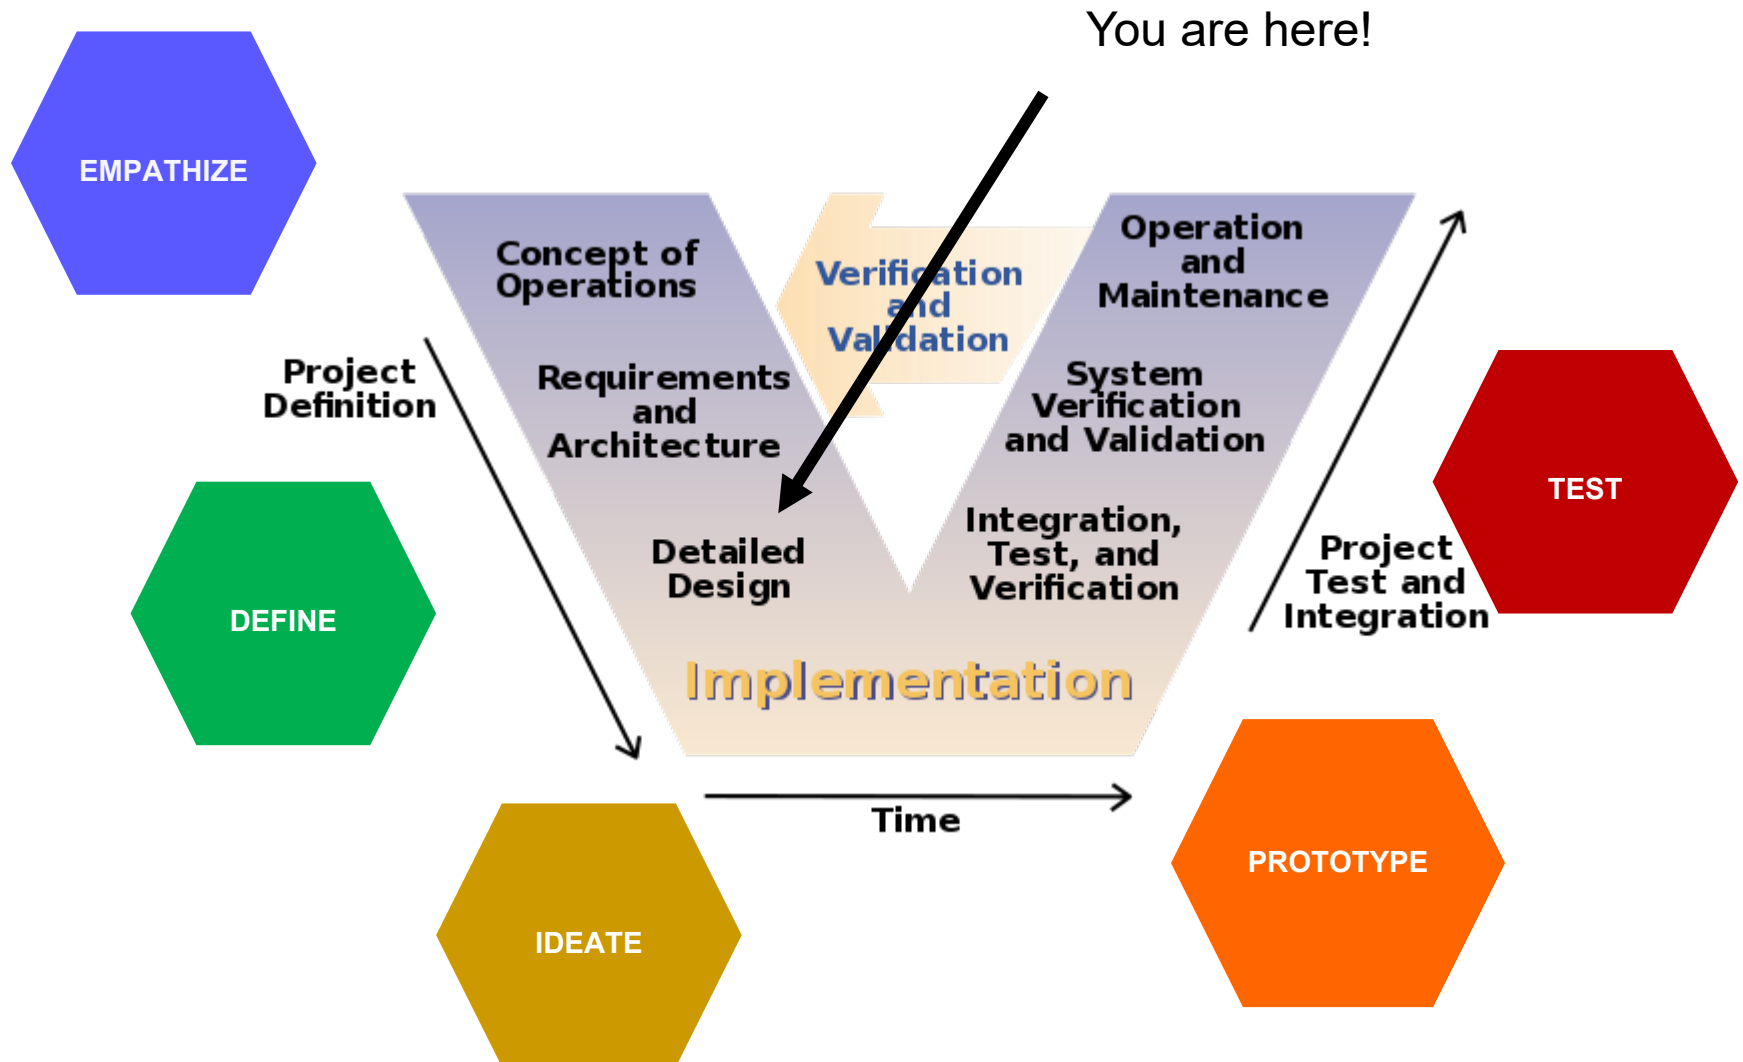 You are here!
EMPATHIZE
Concept of
Operations
Verification
and
Validation
Operation
and
Maintenance
Project
Definition
Requirements
and
Architecture
System
Verification
and Validation
TEST
Detailed
Design
Integration,
Test, and
Verification
Project
Test and
Integration
DEFINE
Implementation
Time
PROTOTYPE
IDEATE